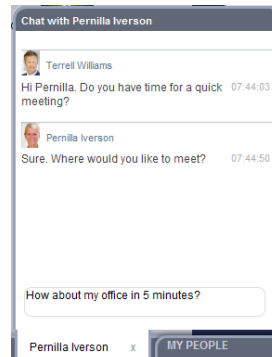 Chat with Pernilla Iverson
Terrell Williams
Hi Pernilla. Do you have time for a quick 07:44:03
meeting?
Pernilla Iverson
Sure. Where would you like to meet? 07:44:50
How about my office in 5 minutes?
Pernilla Iverson x
MY PEOPLE